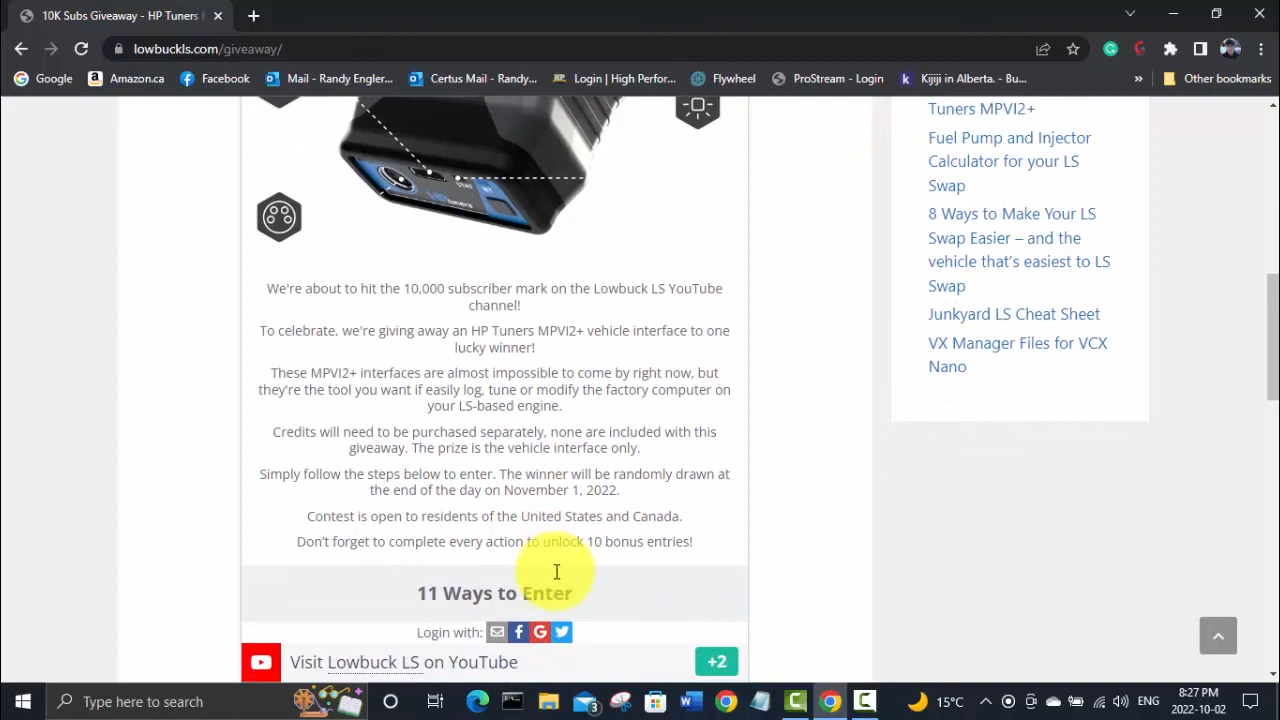 10K Subs Giveaway - HP Tuners
lowbuckls.com/giveaway/
Google
Amazon.ca
Facebook
Mail - Randy Engler...
Certus Mail - Randy...
Login | High Perfor...
Flywheel
ProStream - Login
Kijiji in Alberta. - Bu...
»
Other bookmarks
tuners
We're about to hit the 10,000 subscriber mark on the Lowbuck LS YouTube
channel!
To celebrate, we're giving away an HP Tuners MPVI2+ vehicle interface to one
lucky winner!
These MPVI2+ interfaces are almost impossible to come by right now, but
they're the tool you want if easily log, tune or modify the factory computer on
your LS-based engine.
Credits will need to be purchased separately, none are included with this
giveaway. The prize is the vehicle interface only.
Simply follow the steps below to enter. The winner will be randomly drawn at
the end of the day on November 1, 2022.
Contest is open to residents of the United States and Canada.
Don't forget to complete every action to unlock 10 bonus entries!
11 Ways to Enter
Login with:
Visit Lowbuck LS on YouTube
+2
Tuners MPVI2+
Fuel Pump and Injector
Calculator for your LS
Swap
8 Ways to Make Your LS
Swap Easier – and the
vehicle that's easiest to LS
Swap
Junkyard LS Cheat Sheet
VX Manager Files for VCX
Nano
Type here to search
3
15°C
ENG
8:27 PM
2022-10-02